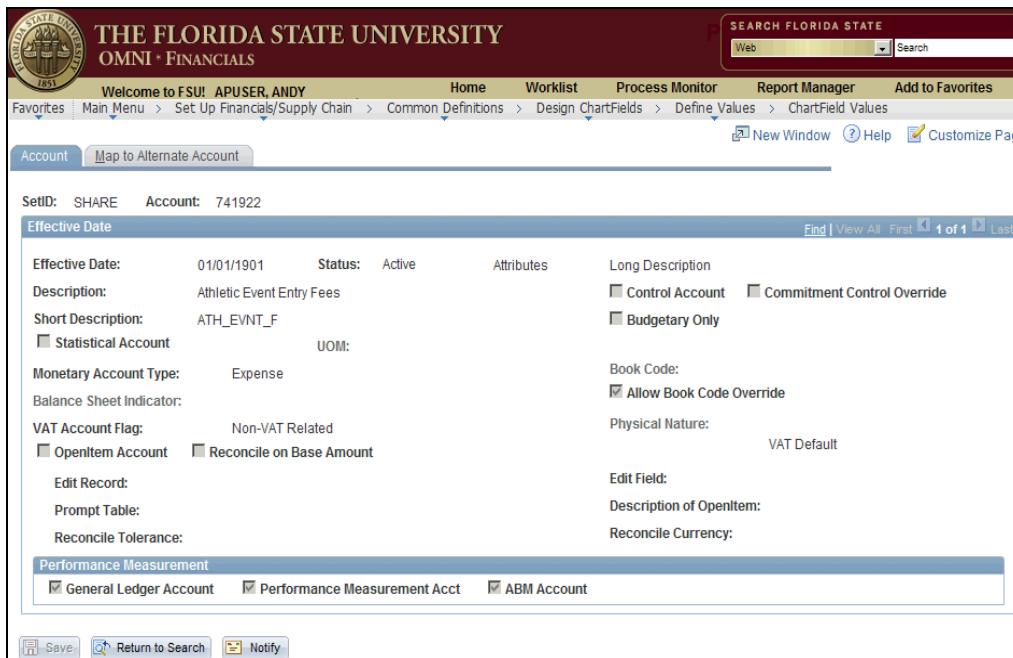 STATE UNIV
1851
THE FLORIDA STATE UNIVERSITY
OMNI * FINANCIALS
P
SEARCH FLORIDA STATE
Web Search
Welcome to FSU! APUSER, ANDY Home Worklist Process Monitor Report Manager Add to Favorites
Favorites Main Menu > Set Up Financials/Supply Chain > Common Definitions > Design ChartFields > Define Values > ChartField Values
New Window ? Help Customize Pag
Account Map to Alternate Account
SetID: SHARE Account: 741922
Effective Date Find | View All First 1 of 1 Last
Effective Date: 01/01/1901 Status: Active Attributes Long Description
Description: Athletic Event Entry Fees Control Account Commitment Control Override
Short Description: ATH_EVNT_F Budgetary Only
Statistical Account UOM:
Monetary Account Type: Expense Book Code:
Balance Sheet Indicator: Allow Book Code Override
VAT Account Flag: Non-VAT Related Physical Nature:
OpenItem Account Reconcile on Base Amount VAT Default
Edit Record: Edit Field:
Prompt Table: Description of OpenItem:
Reconcile Tolerance: Reconcile Currency:
Performance Measurement
General Ledger Account Performance Measurement Acct ABM Account
Save Return to Search Notify